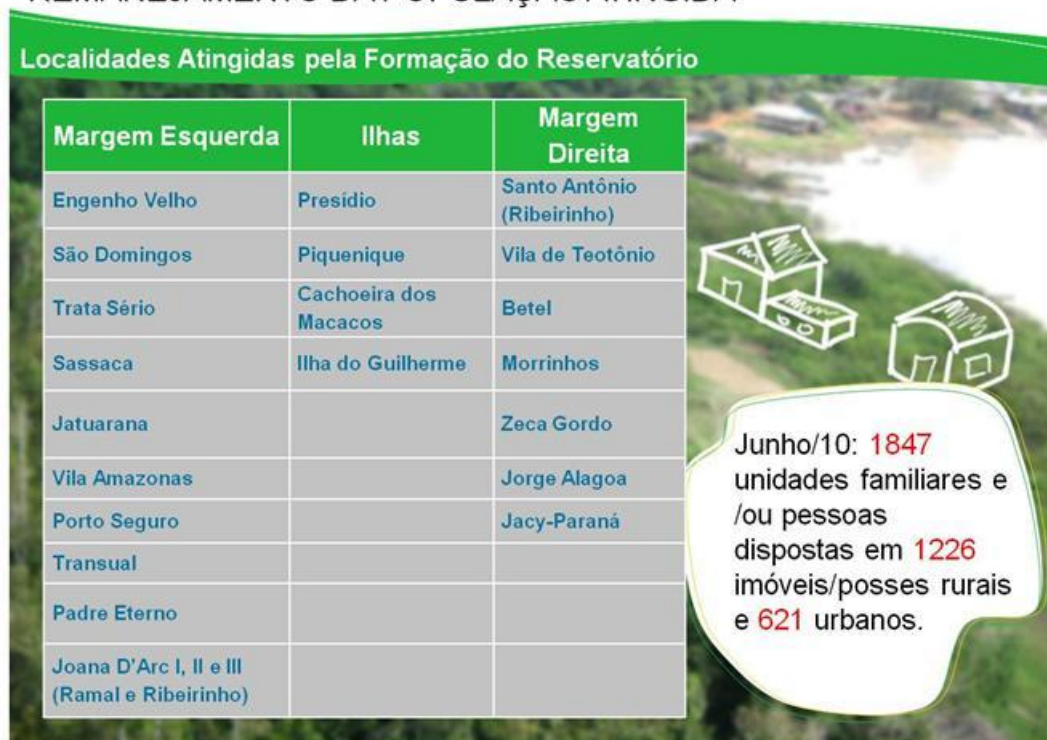 Localidades Atingidas pela Formação do Reservatório
Margem Esquerda
Ilhas
Margem
Direita
Engenho Velho
Presídio
Santo Antônio
(Ribeirinho)
São Domingos
Piquenique
Vila de Teotônio
Trata Sério
Cachoeira dos
Macacos
Betel
Sassaca
Ilha do Guilherme
Morrinhos
Jatuarana
Zeca Gordo
Vila Amazonas
Jorge Alagoa
Porto Seguro
Jacy-Paraná
Transual
Padre Eterno
Joana D'Arc I, II e III
(Ramal e Ribeirinho)
Junho/10: 1847
unidades familiares e
/ou pessoas
dispostas em 1226
imóveis/posses rurais
e 621 urbanos.